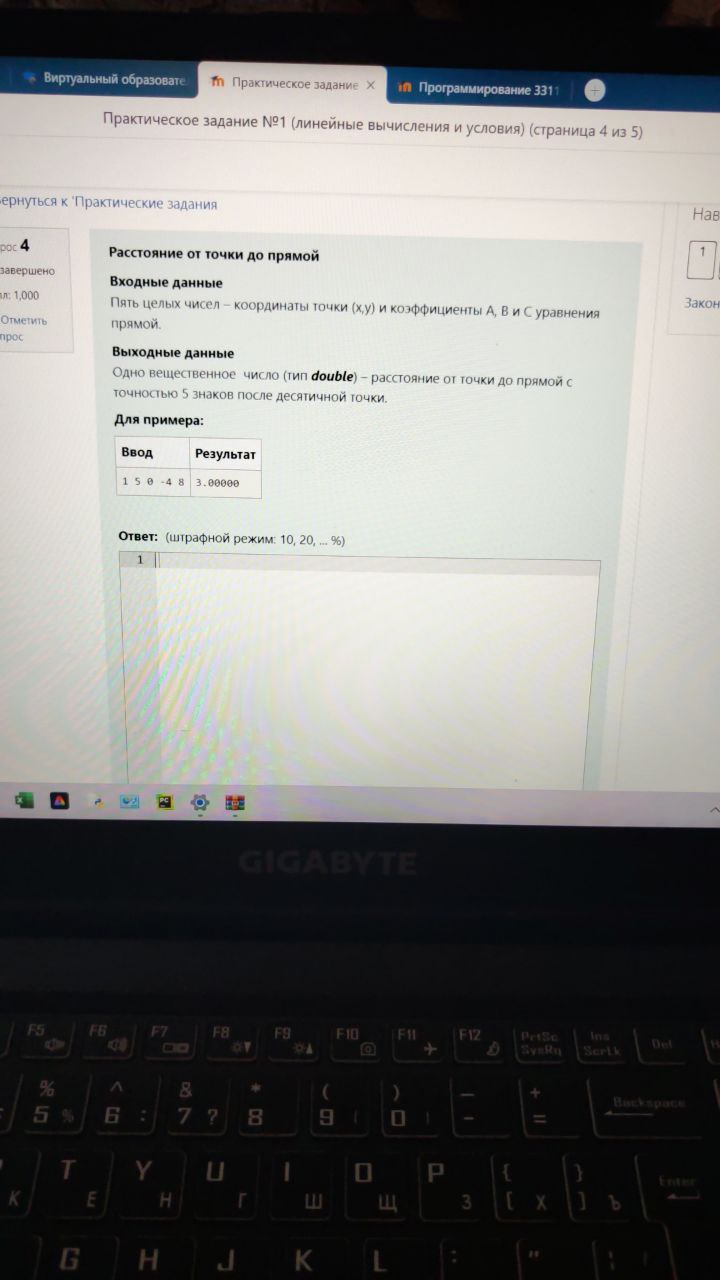 Виртуальный образовате
Практическое задание
Программирование 3311
Практическое задание №1 (линейные вычисления и условия) (страница 4 из 5)
ернуться к 'Практические задания
Нав
рос 4
завершено
л: 1,000
Отметить
прос
1
Закон
Расстояние от точки до прямой
Входные данные
Пять целых чисел – координаты точки (x,y) и коэффициенты А, В и С уравнения
прямой.
Выходные данные
Одно вещественное число (тип double) – расстояние от точки до прямой с
точностью 5 знаков после десятичной точки.
Для примера:
Ввод Результат
1 5 0 -4 8 3.00000
Ответ: (штрафной режим: 10, 20, ... %)
1
PC
GIGABYTE
F5 F6 F7 F8 F9 F10 F11 F12 PrtSc Ins Del
SysRq ScrLk
% ^ & * ( ) — +
5 % 6 : 7 ? 8 9 ( 0 - = Backspace
T Y U I O P { } Enter
К Е Н Г Ш Щ З [ Х ] Ъ
G H J K L : "